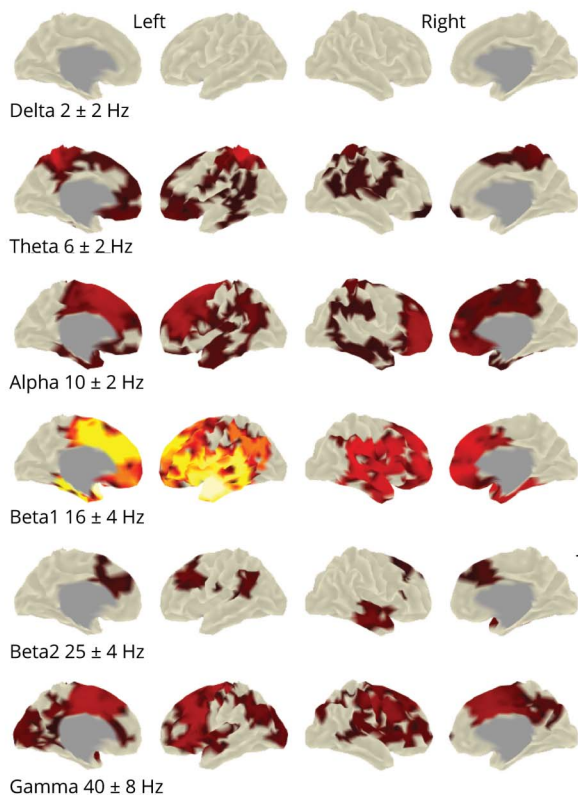 Left
Right
Delta 2 ± 2 Hz
Theta 6 ± 2 Hz
Alpha 10 ± 2 Hz
Beta1 16 ± 4 Hz
Beta2 25 ± 4 Hz
Gamma 40 ± 8 Hz